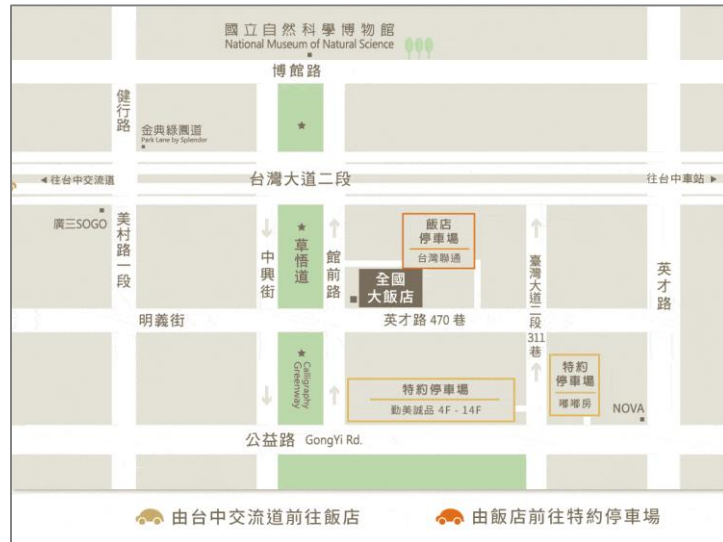 國立自然科學博物館
National Museum of Natural Science
博館路
健行路
金典綠園道
Park Lane by Splendor
◀ 往台中交流道
台灣大道二段
往台中車站 ▶
廣三SOGO
美村路一段
中興街
草悟道
館前路
飯店
停車場
台灣聯通
臺灣大道二段311巷
英才路
全國
大飯店
明義街
英才路 470 巷
Calligraphy
Greenway
特約停車場
勤美誠品 4F - 14F
特約
停車場
嘟嘟房
NOVA
公益路 GongYi Rd.
由台中交流道前往飯店
由飯店前往特約停車場